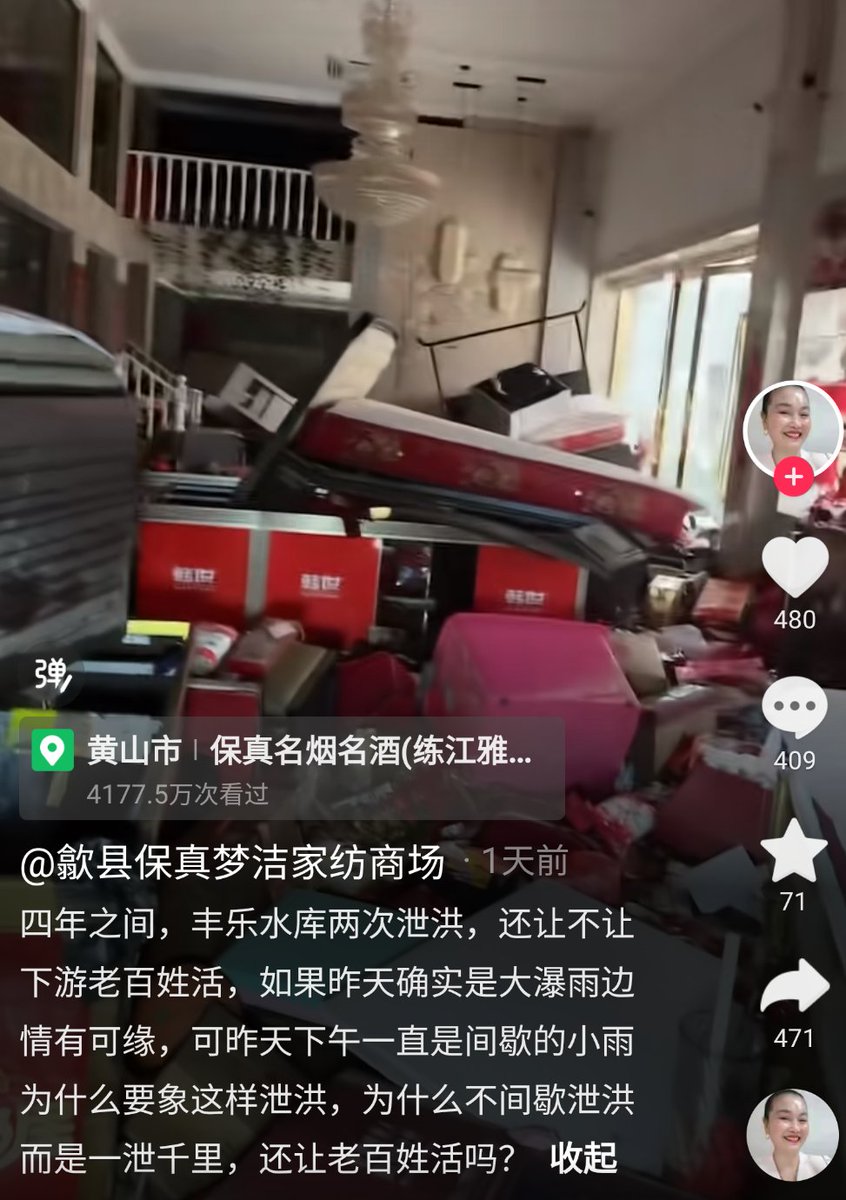 韩世
韩世
韩世
弹
480
409
71
471
黄山市 | 保真名烟名酒(练江雅...
4177.5万次看过
@歙县保真梦洁家纺商场 · 1天前
四年之间，丰乐水库两次泄洪，还让不让
下游老百姓活，如果昨天确实是大瀑雨边
情有可缘，可昨天下午一直是间歇的小雨
为什么要象这样泄洪，为什么不间歇泄洪
而是一泄千里，还让老百姓活吗？ 收起